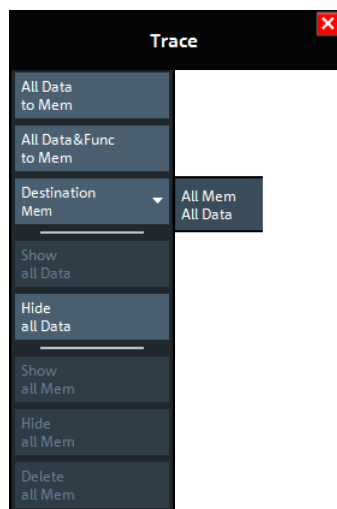 Trace
All Data
to Mem
All Data&Func
to Mem
Destination
Mem
All Mem
All Data
Show
all Data
Hide
all Data
Show
all Mem
Hide
all Mem
Delete
all Mem